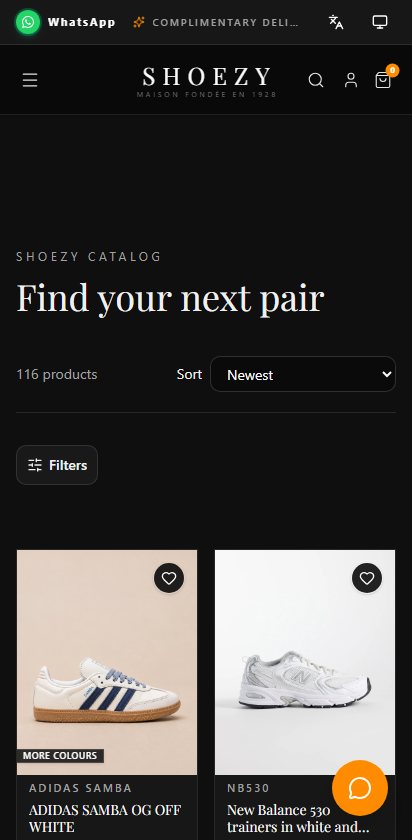 WhatsApp
COMPLIMENTARY DELI...
SHOEZY
MAISON FONDÉE EN 1928
0
SHOEZY CATALOG
Find your next pair
116 products
Sort
Newest
Filters
MORE COLOURS
ADIDAS SAMBA
ADIDAS SAMBA OG OFF
WHITE
NB530
New Balance 530
trainers in white and...